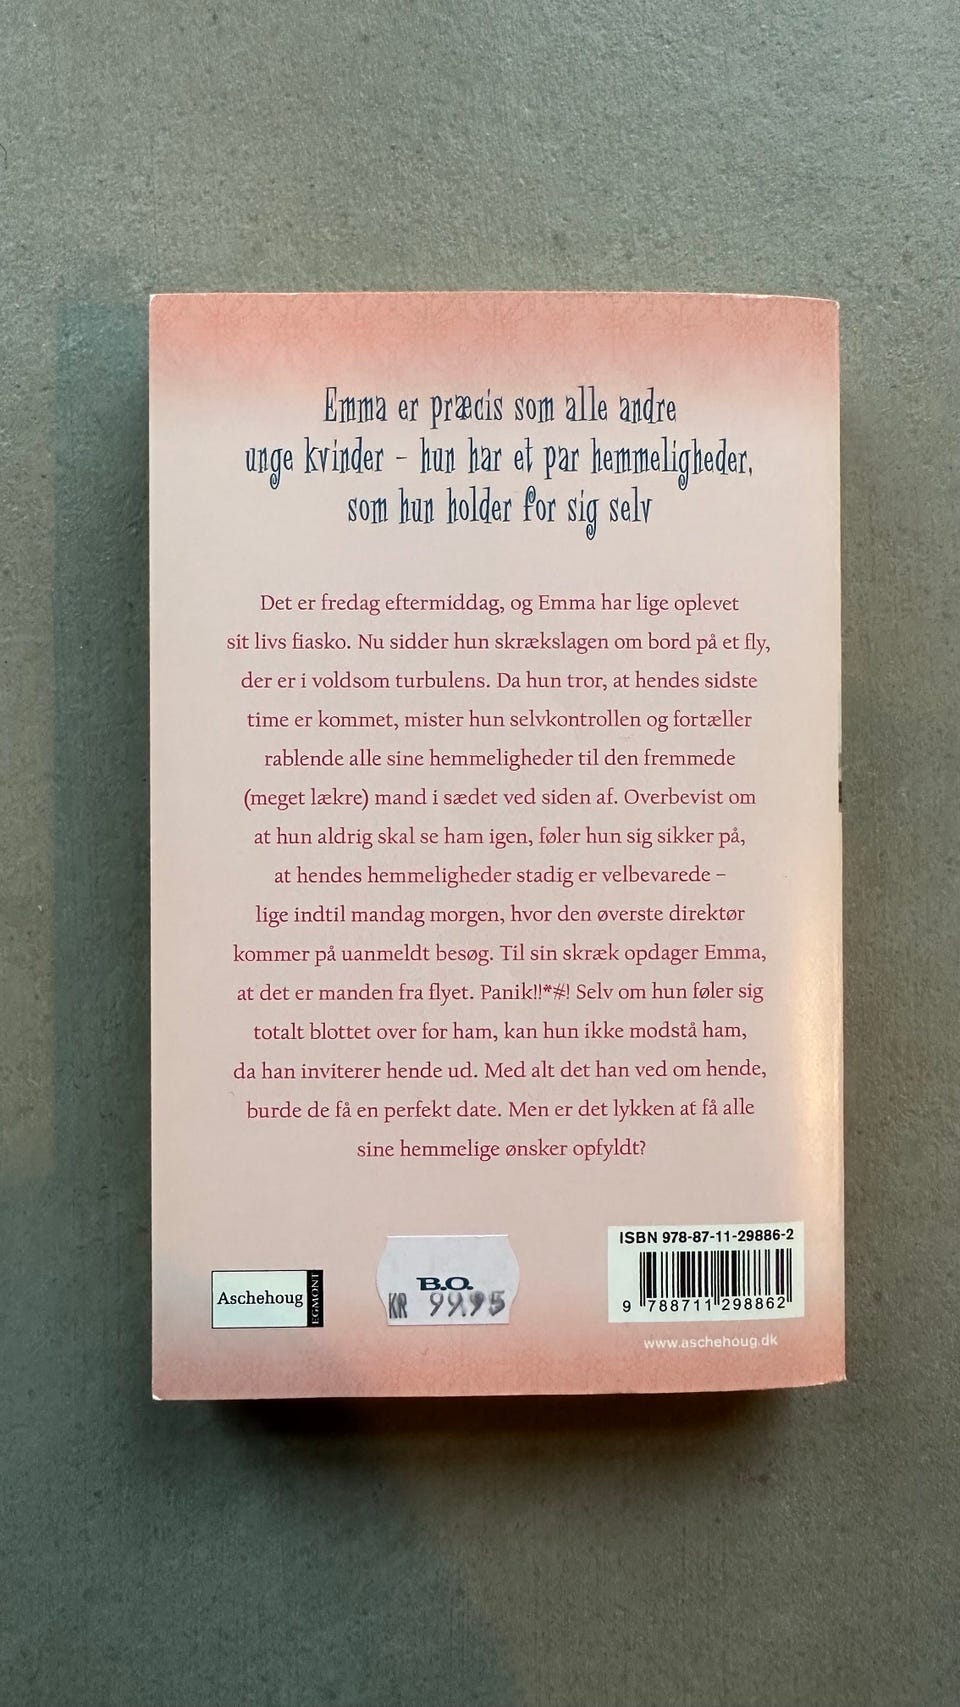 Emma er præcis som alle andre
unge kvinder – hun har et par hemmeligheder,
som hun holder for sig selv
Det er fredag eftermiddag, og Emma har lige oplevet
sit livs fiasko. Nu sidder hun skrækslagen om bord på et fly,
der er i voldsom turbulens. Da hun tror, at hendes sidste
time er kommet, mister hun selvkontrollen og fortæller
rablende alle sine hemmeligheder til den fremmede
(meget lækre) mand i sædet ved siden af. Overbevist om
at hun aldrig skal se ham igen, føler hun sig sikker på,
at hendes hemmeligheder stadig er velbevarede –
lige indtil mandag morgen, hvor den øverste direktør
kommer på uanmeldt besøg. Til sin skræk opdager Emma,
at det er manden fra flyet. Panik!!*#! Selv om hun føler sig
totalt blottet over for ham, kan hun ikke modstå ham,
da han inviterer hende ud. Med alt det han ved om hende,
burde de få en perfekt date. Men er det lykken at få alle
sine hemmelige ønsker opfyldt?
Aschehoug
EGMONT
B.O.
KR 99.95
ISBN 978-87-11-29886-2
9 788711 298862
www.aschehoug.dk